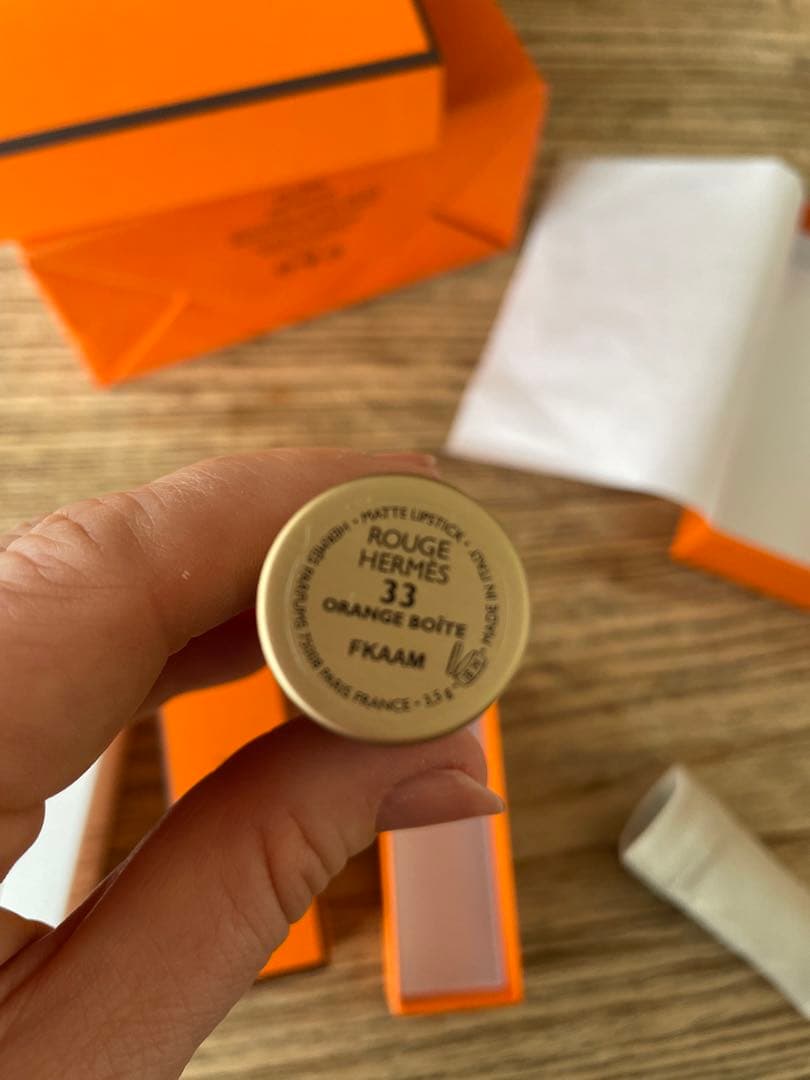 ROUGE
HERMÈS
33
ORANGE BOÎTE
FKAAM
• MATTE LIPSTICK • MADE IN ITALY
HERMÈS PARFUMS 75008 PARIS FRANCE • 3,5 g